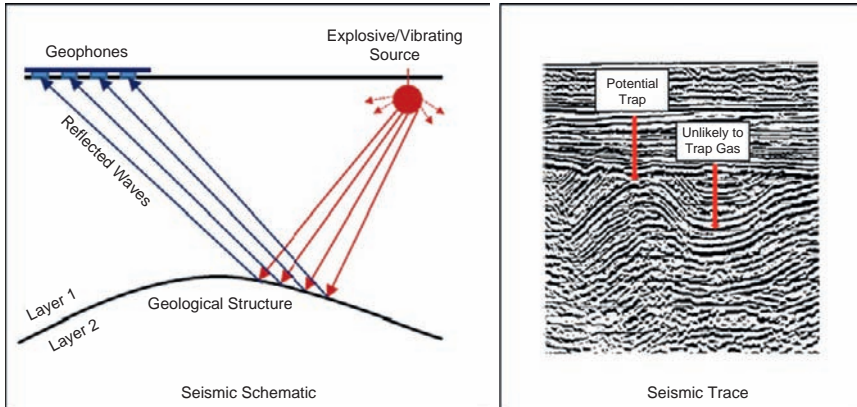 Geophones
Explosive/Vibrating
Source
Reflected Waves
Geological Structure
Layer 1
Layer 2
Seismic Schematic
Potential
Trap
Unlikely to
Trap Gas
Seismic Trace